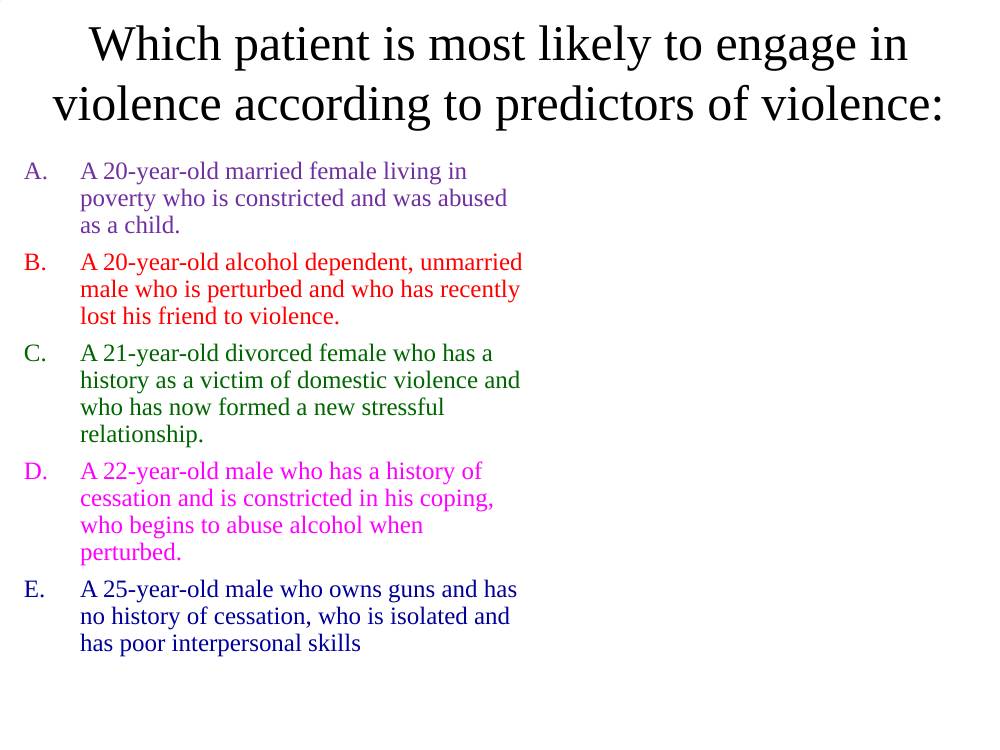 Which patient is most likely to engage in
violence according to predictors of violence:
A. A 20-year-old married female living in
poverty who is constricted and was abused
as a child.
B. A 20-year-old alcohol dependent, unmarried
male who is perturbed and who has recently
lost his friend to violence.
C. A 21-year-old divorced female who has a
history as a victim of domestic violence and
who has now formed a new stressful
relationship.
D. A 22-year-old male who has a history of
cessation and is constricted in his coping,
who begins to abuse alcohol when
perturbed.
E. A 25-year-old male who owns guns and has
no history of cessation, who is isolated and
has poor interpersonal skills